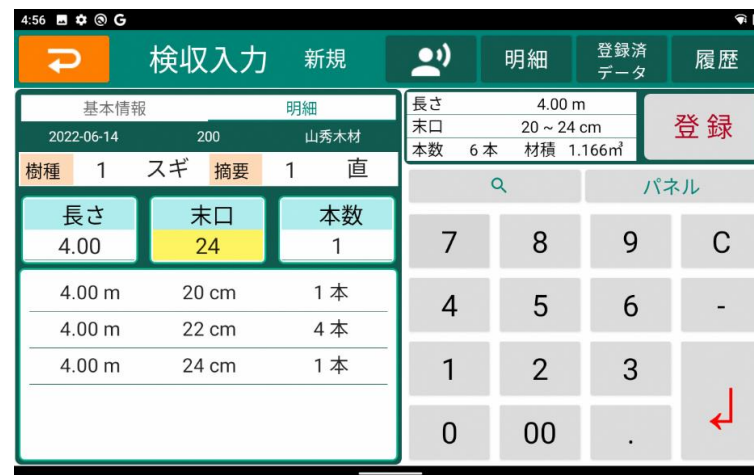 4:56 G
検収入力 新規 明細 登録済データ 履歴
基本情報 明細
2022-06-14 200 山秀木材
樹種 1 スギ 摘要 1 直
長さ 末口 本数
4.00 24 1
4.00 m 20 cm 1 本
4.00 m 22 cm 4 本
4.00 m 24 cm 1 本
長さ 4.00 m
末口 20 ~ 24 cm
本数 6 本 材積 1.166㎥
登録
パネル
7 8 9 C
4 5 6 -
1 2 3
0 00 .